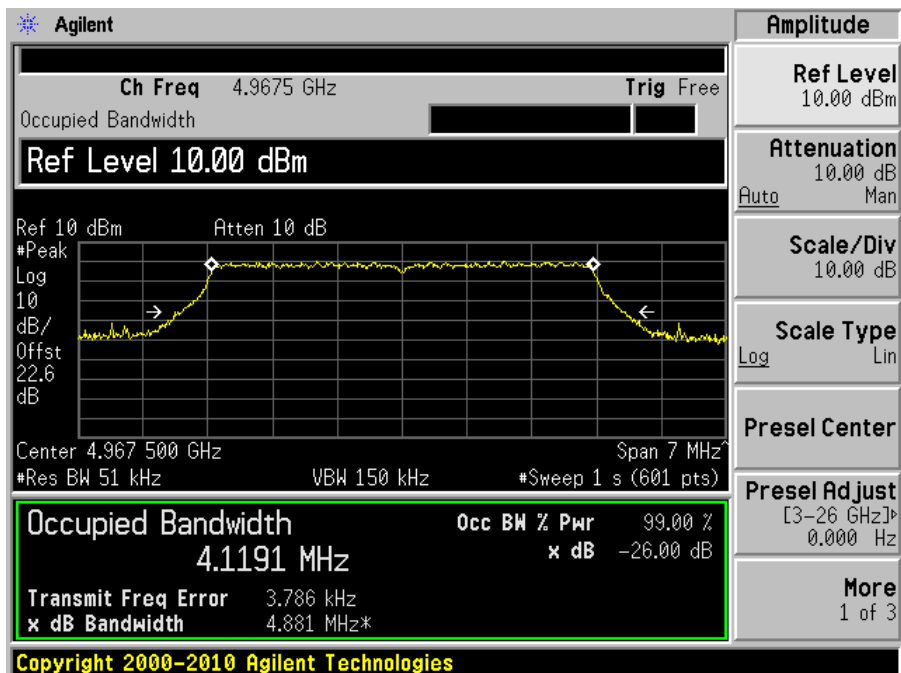 Agilent
Ch Freq 4.9675 GHz Trig Free
Occupied Bandwidth
Ref Level 10.00 dBm
Ref 10 dBm Atten 10 dB
#Peak
Log
10
dB/
Offst
22.6
dB
Center 4.967 500 GHz Span 7 MHz^
#Res BW 51 kHz VBW 150 kHz #Sweep 1 s (601 pts)
Occupied Bandwidth Occ BW % Pwr 99.00 %
4.1191 MHz x dB -26.00 dB
Transmit Freq Error 3.786 kHz
x dB Bandwidth 4.881 MHz*
Copyright 2000-2010 Agilent Technologies
Amplitude
Ref Level
10.00 dBm
Attenuation
10.00 dB
Auto Man
Scale/Div
10.00 dB
Scale Type
Log Lin
Presel Center
Presel Adjust
[3-26 GHz]
0.000 Hz
More
1 of 3